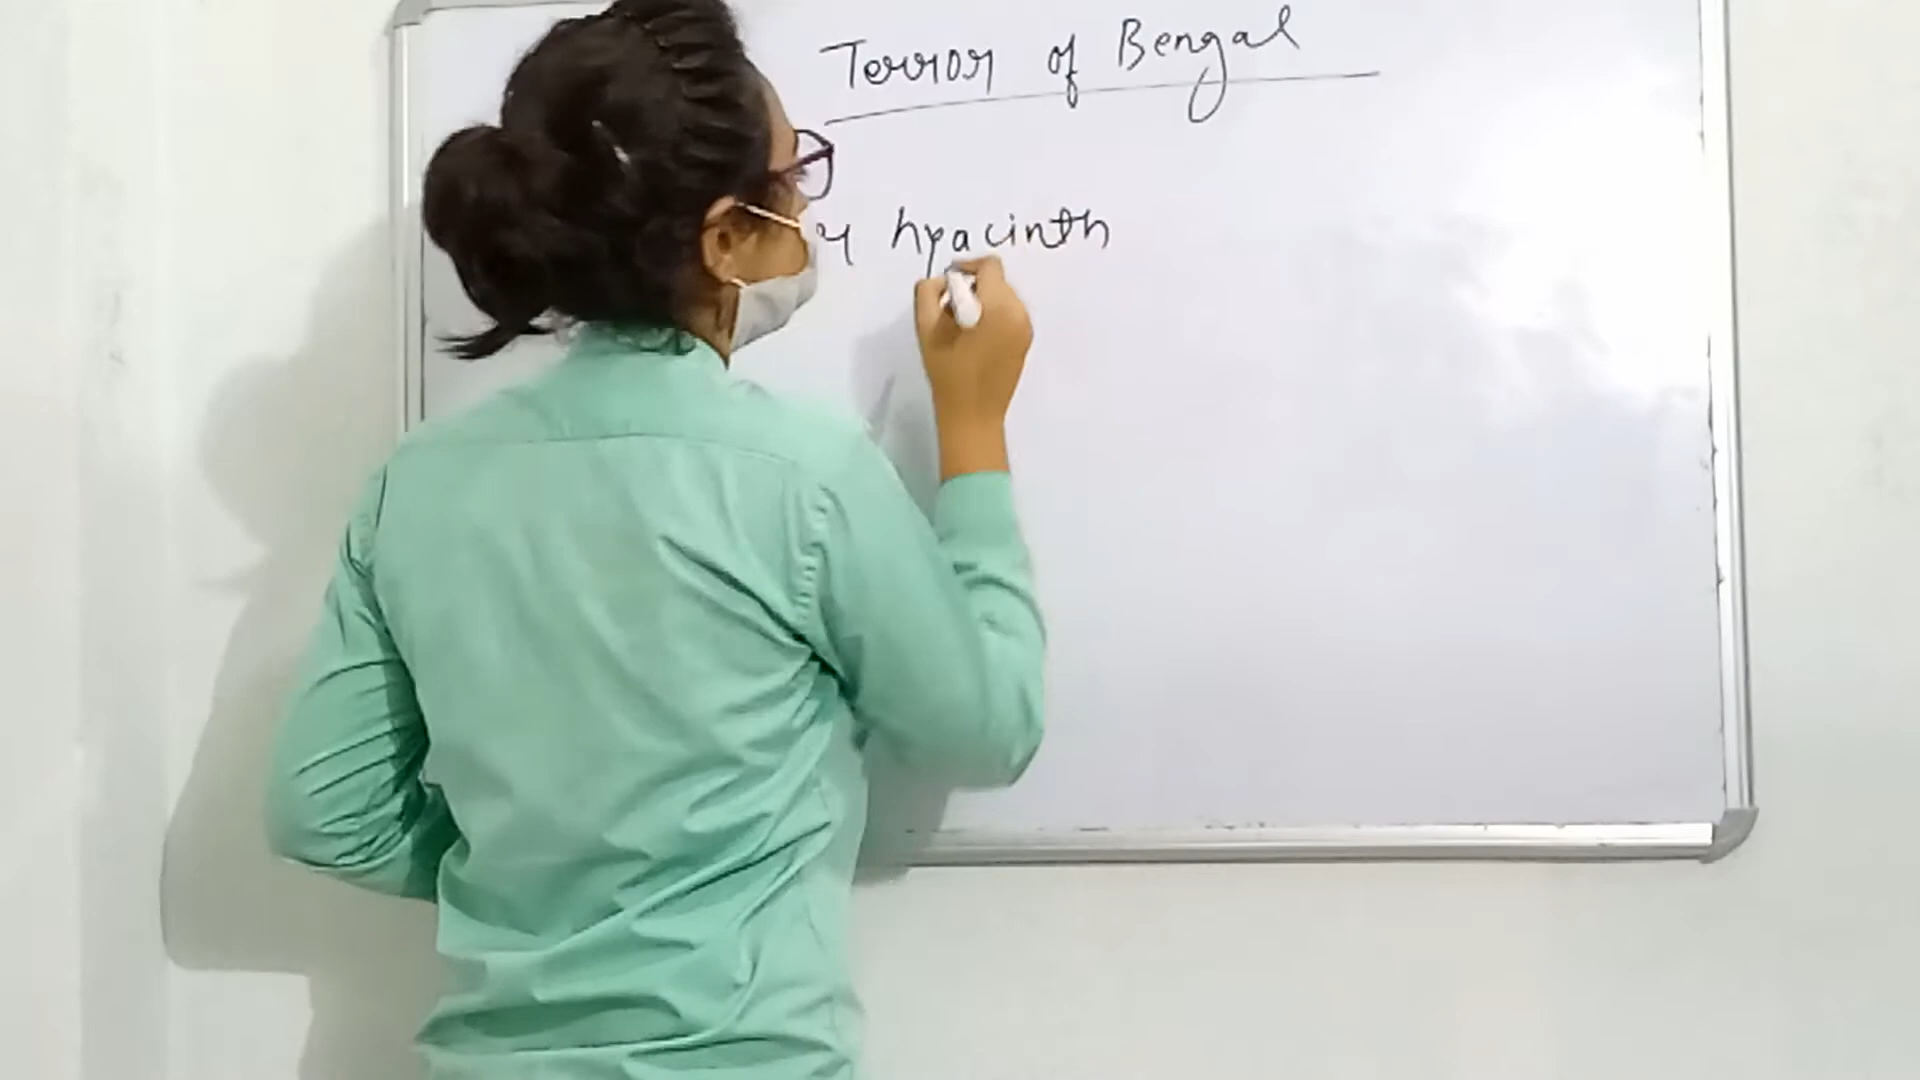 Terror of Bengal
hyacinth